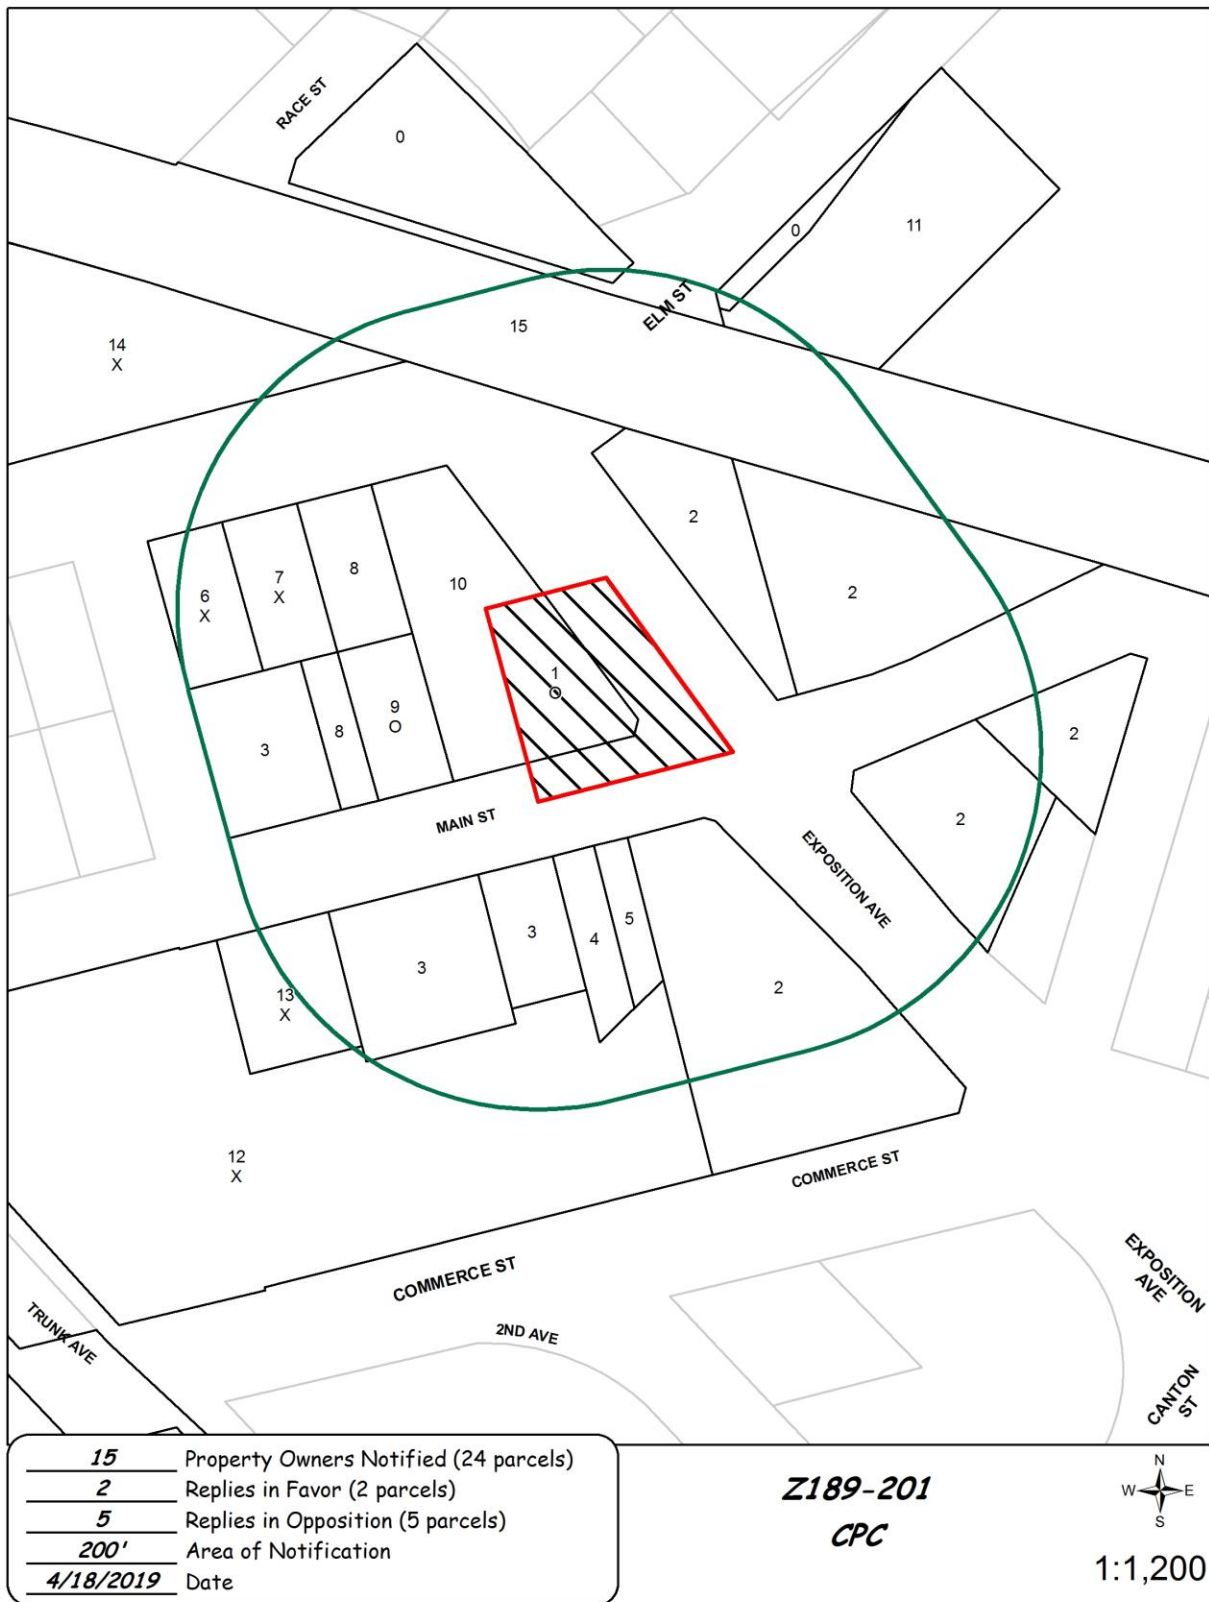 RACE ST
0
11
0
ELM ST
15
14
X
2
8
7
X
10
2
6
X
1
O
9
O
8
3
2
MAIN ST
2
EXPOSITION AVE
5
3
4
3
2
13
X
12
X
COMMERCE ST
COMMERCE ST
EXPOSITION
AVE
TRUNK AVE
2ND AVE
CANTON
ST
15 Property Owners Notified (24 parcels)
2 Replies in Favor (2 parcels)
5 Replies in Opposition (5 parcels)
200' Area of Notification
4/18/2019 Date
Z189-201
CPC
N
W E
S
1:1,200